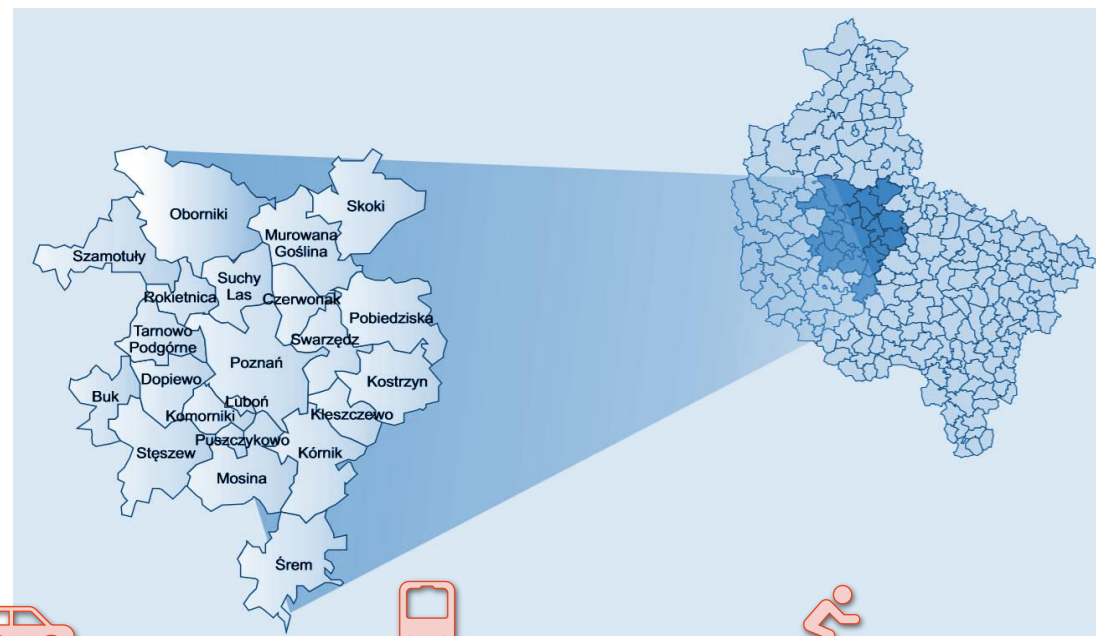 Oborniki
Skoki
Murowana
Goślina
Szamotuły
Suchy
Las
Rokietnica
Czerwonak
Pobiedziska
Tarnowo
Podgórne
Swarzędz
Poznań
Dopiewo
Kostrzyn
Buk
Luboń
Komorniki
Kleszczewo
Puszczykowo
Stęszew
Kórnik
Mosina
Śrem